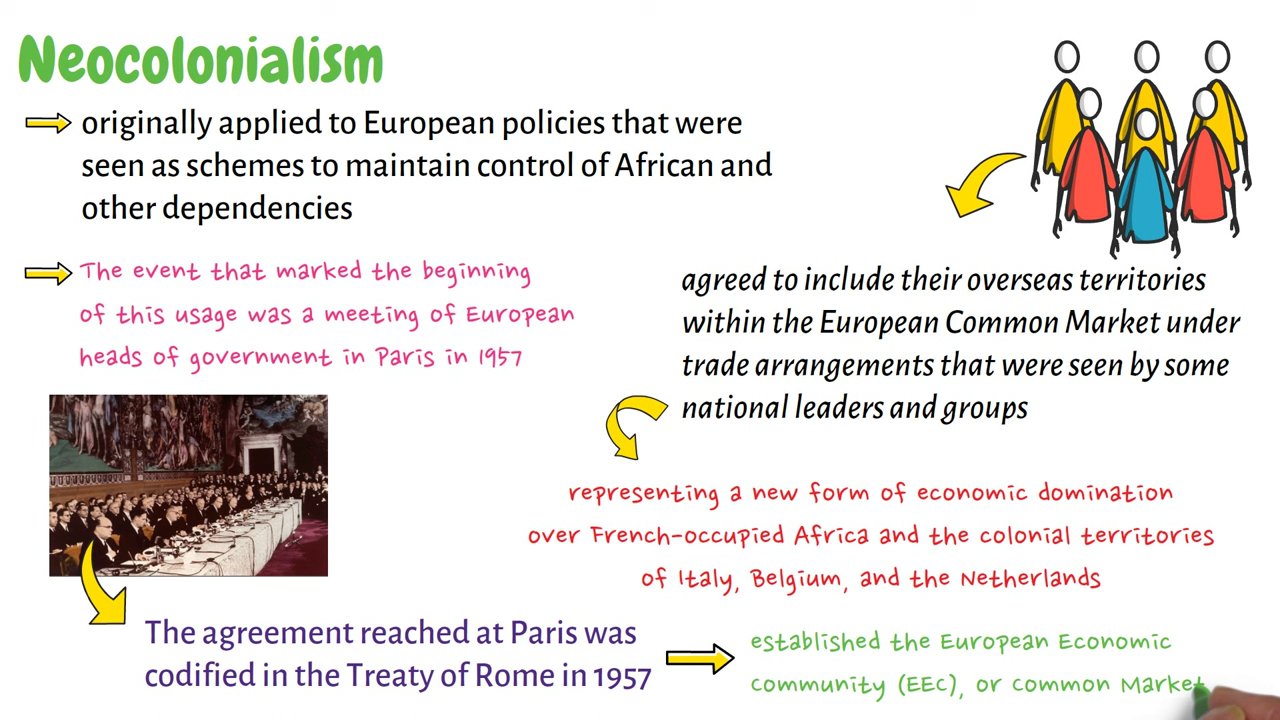 Neocolonialism
originally applied to European policies that were
seen as schemes to maintain control of African and
other dependencies
The event that marked the beginning
of this usage was a meeting of European
heads of government in Paris in 1957
agreed to include their overseas territories
within the European Common Market under
trade arrangements that were seen by some
national leaders and groups
representing a new form of economic domination
over French-occupied Africa and the colonial territories
of Italy, Belgium, and the Netherlands
The agreement reached at Paris was
codified in the Treaty of Rome in 1957
established the European Economic
Community (EEC), or Common Market